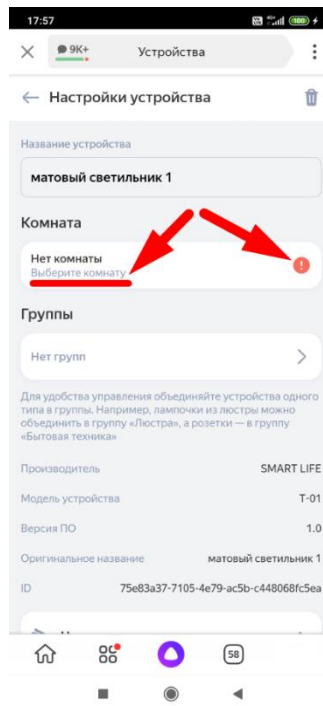 17:57
100
9K+
Устройства
Настройки устройства
Название устройства
матовый светильник 1
Комната
Нет комнаты
Выберите комнату
Группы
Нет групп
Для удобства управления объединяйте устройства одного
типа в группы. Например, лампочки из люстры можно
объединить в группу «Люстра», а розетки — в группу
«Бытовая техника»
Производитель SMART LIFE
Модель устройства T-01
Версия ПО 1.0
Оригинальное название матовый светильник 1
ID 75e83a37-7105-4e79-ac5b-c448068fc5ea
58